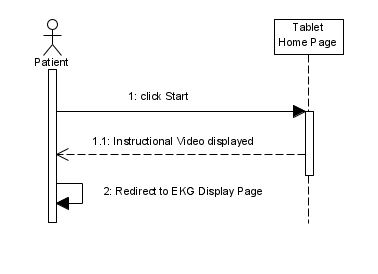 Tablet
Home Page
Patient
1: click Start
1.1: Instructional Video displayed
2: Redirect to EKG Display Page